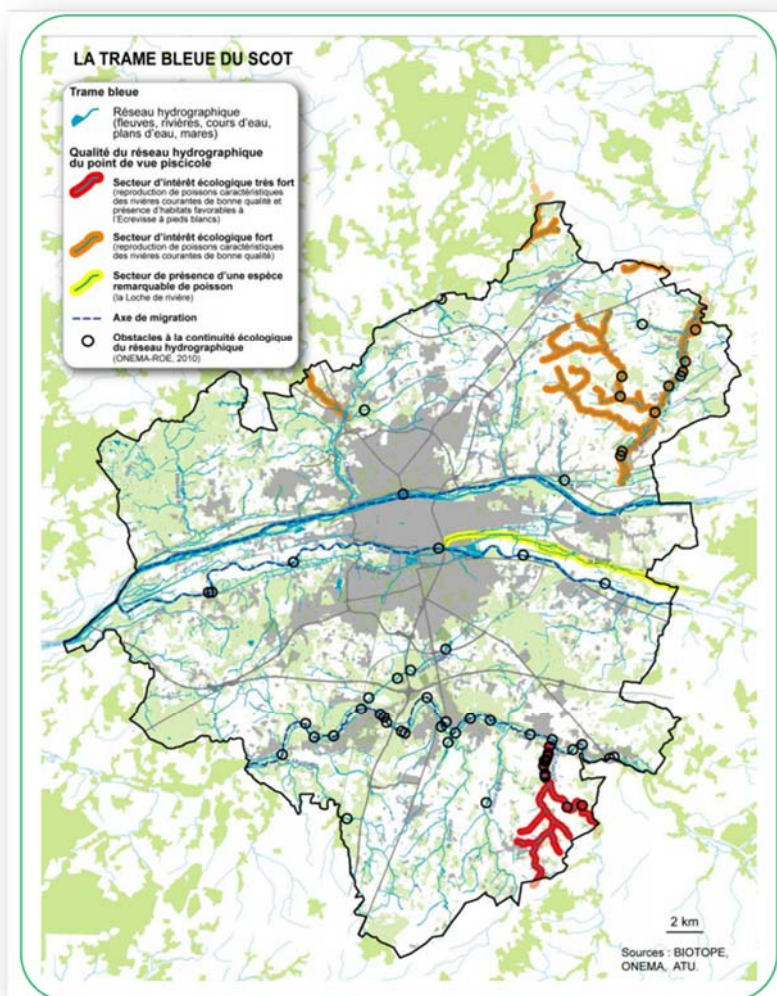 LA TRAME BLEUE DU SCOT
Trame bleue
Réseau hydrographique
(fleuves, rivières, cours d'eau,
plans d'eau, mares)
Qualité du réseau hydrographique
du point de vue piscicole
Secteur d'intérêt écologique très fort
(reproduction de poissons caractéristiques
des rivières courantes de bonne qualité et
présence d'habitats favorables à
l'Ecrevisse à pieds blancs)
Secteur d'intérêt écologique fort
(reproduction de poissons caractéristiques
des rivières courantes de bonne qualité)
Secteur de présence d'une espèce
remarquable de poisson
(la Loche de rivière)
Axe de migration
Obstacles à la continuité écologique
du réseau hydrographique
(ONEMA-ROE, 2010)
2 km
Sources : BIOTOPE,
ONEMA, ATU.